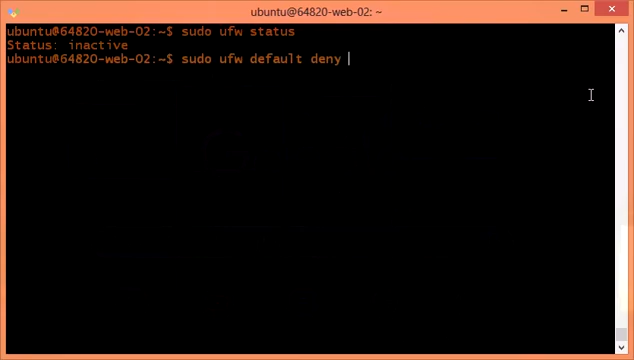 ubuntu@64820-web-02: ~
ubuntu@64820-web-02:~$ sudo ufw status
Status: inactive
ubuntu@64820-web-02:~$ sudo ufw default deny